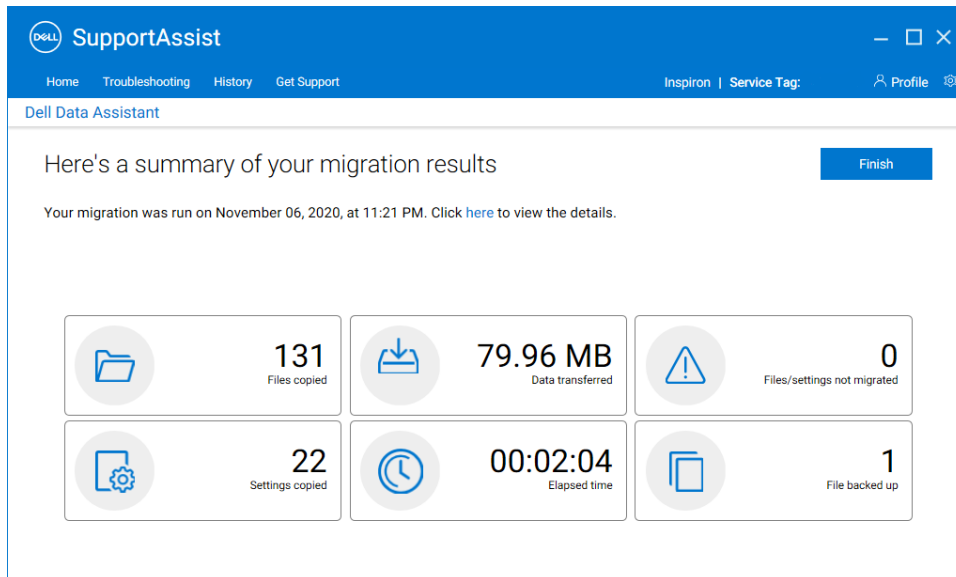 DELL SupportAssist
Home Troubleshooting History Get Support Inspiron | Service Tag: Profile
Dell Data Assistant
Here's a summary of your migration results
Finish
Your migration was run on November 06, 2020, at 11:21 PM. Click here to view the details.
131
Files copied
79.96 MB
Data transferred
0
Files/settings not migrated
22
Settings copied
00:02:04
Elapsed time
1
File backed up